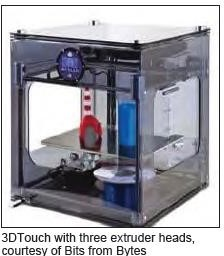 3DTouch with three extruder heads,
courtesy of Bits from Bytes